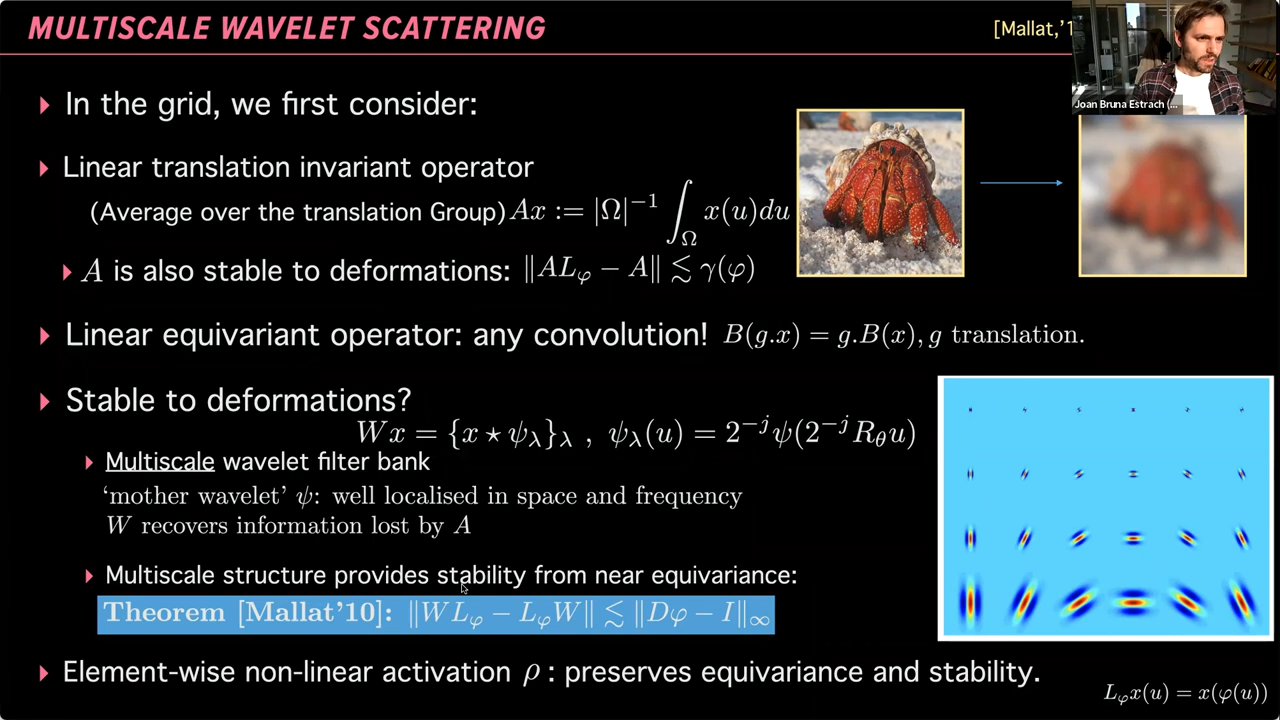 MULTISCALE WAVELET SCATTERING
[Mallat,'1
Joan Bruna Estrach (...
In the grid, we first consider:
Linear translation invariant operator
(Average over the translation Group) Ax := |Ω|⁻¹ ∫_Ω x(u)du
A is also stable to deformations: ‖AL_φ − A‖ ≲ γ(φ)
Linear equivariant operator: any convolution! B(g.x) = g.B(x), g translation.
Stable to deformations?
Wx = {x ⋆ ψ_λ}_λ , ψ_λ(u) = 2^{-j}ψ(2^{-j}R_θu)
Multiscale wavelet filter bank
‘mother wavelet’ ψ: well localised in space and frequency
W recovers information lost by A
Multiscale structure provides stability from near equivariance:
Theorem [Mallat’10]: ‖WL_φ − L_φW‖ ≲ ‖Dφ − I‖_∞
Element-wise non-linear activation ρ : preserves equivariance and stability.
L_φx(u) = x(φ(u))